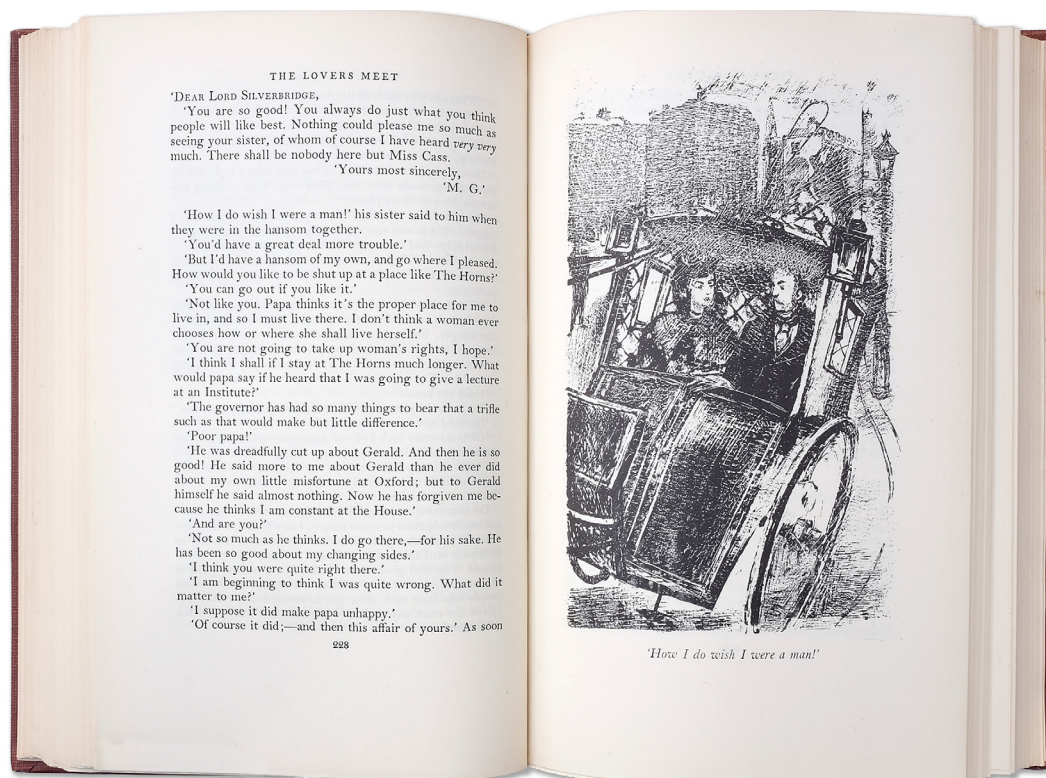 THE LOVERS MEET
‘DEAR LORD SILVERBRIDGE,
‘You are so good! You always do just what you think
people will like best. Nothing could please me so much as
seeing your sister, of whom of course I have heard very very
much. There shall be nobody here but Miss Cass.
‘Yours most sincerely,
‘M. G.’
‘How I do wish I were a man!’ his sister said to him when
they were in the hansom together.
‘You’d have a great deal more trouble.’
‘But I’d have a hansom of my own, and go where I pleased.
How would you like to be shut up at a place like The Horns?’
‘You can go out if you like it.’
‘Not like you. Papa thinks it’s the proper place for me to
live in, and so I must live there. I don’t think a woman ever
chooses how or where she shall live herself.’
‘You are not going to take up woman’s rights, I hope.’
‘I think I shall if I stay at The Horns much longer. What
would papa say if he heard that I was going to give a lecture
at an Institute?’
‘The governor has had so many things to bear that a trifle
such as that would make but little difference.’
‘Poor papa!’
‘He was dreadfully cut up about Gerald. And then he is so
good! He said more to me about Gerald than he ever did
about my own little misfortune at Oxford; but to Gerald
himself he said almost nothing. Now he has forgiven me be-
cause he thinks I am constant at the House.’
‘And are you?’
‘Not so much as he thinks. I do go there,—for his sake. He
has been so good about my changing sides.’
‘I think you were quite right there.’
‘I am beginning to think I was quite wrong. What did it
matter to me?’
‘I suppose it did make papa unhappy.’
‘Of course it did;—and then this affair of yours.’ As soon
228
‘How I do wish I were a man!’